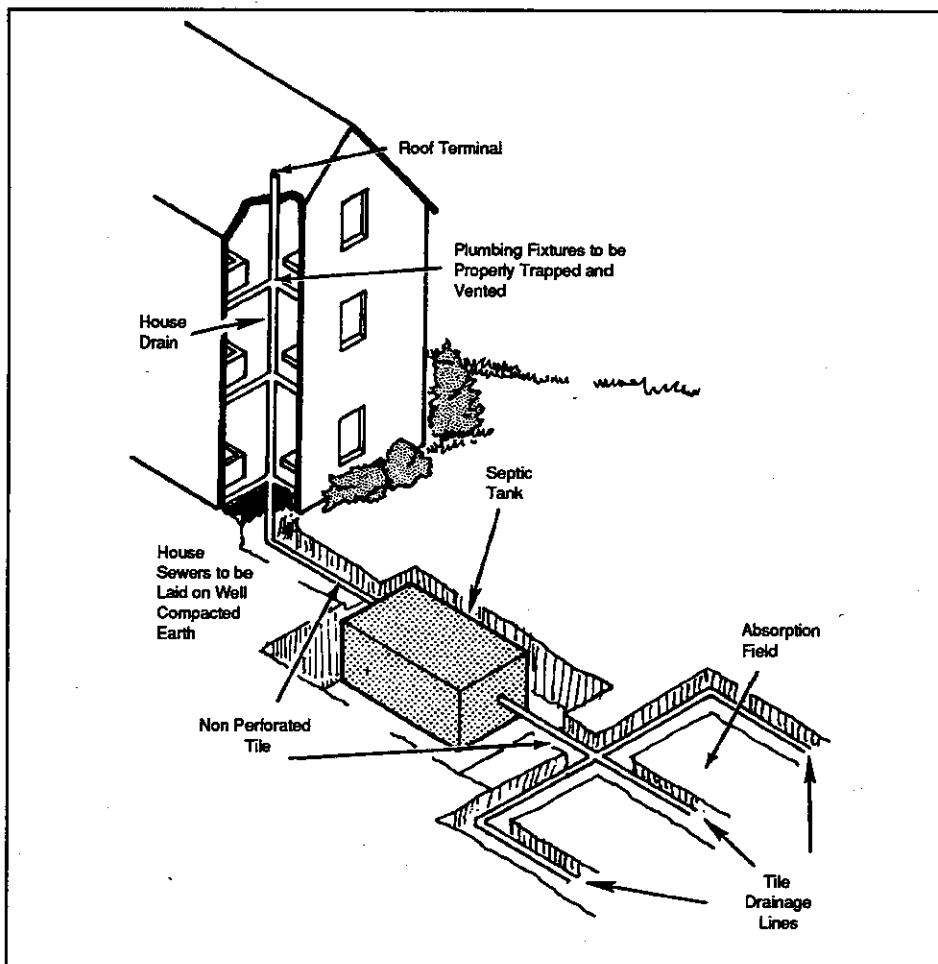 Roof Terminal
Plumbing Fixtures to be
Properly Trapped and
Vented
House
Drain
Septic
Tank
House
Sewers to be
Laid on Well
Compacted
Earth
Absorption
Field
Non Perforated
Tile
Tile
Drainage
Lines